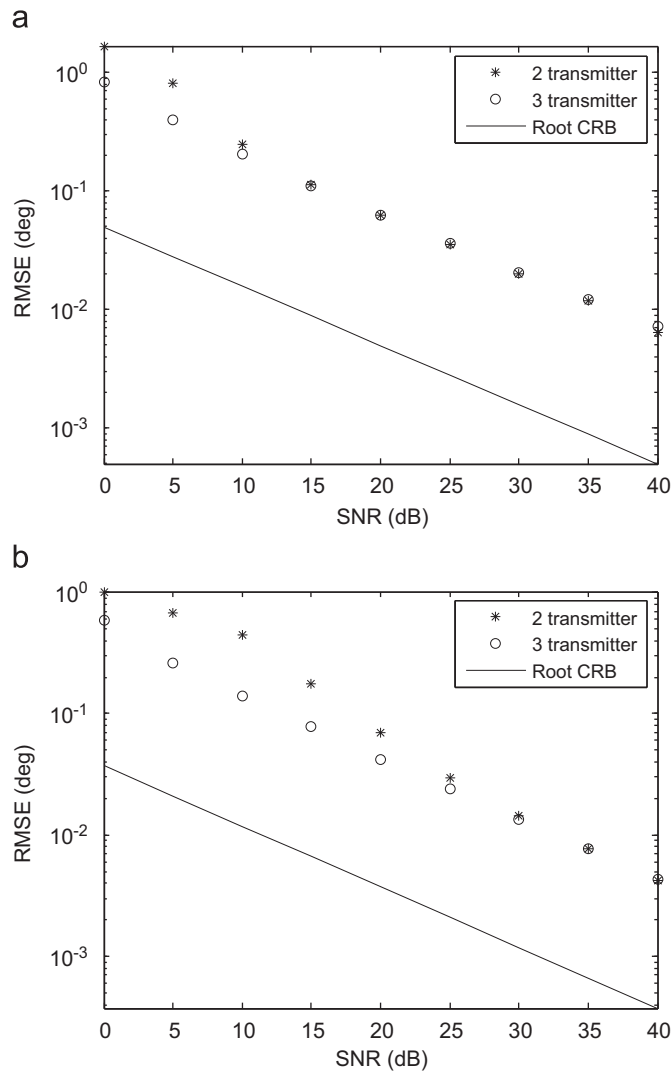 a
10^0
10^-1
10^-2
10^-3
RMSE (deg)
2 transmitter
3 transmitter
Root CRB
0 5 10 15 20 25 30 35 40
SNR (dB)
b
10^0
10^-1
10^-2
10^-3
RMSE (deg)
2 transmitter
3 transmitter
Root CRB
0 5 10 15 20 25 30 35 40
SNR (dB)